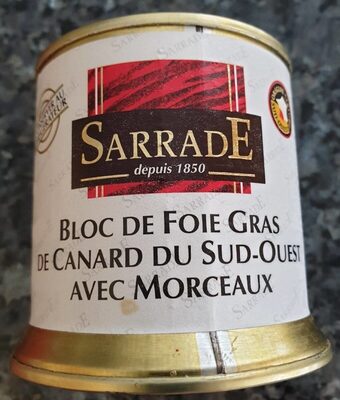 SARRADE
depuis 1850
BLOC DE FOIE GRAS
DE CANARD DU SUD-OUEST
AVEC MORCEAUX